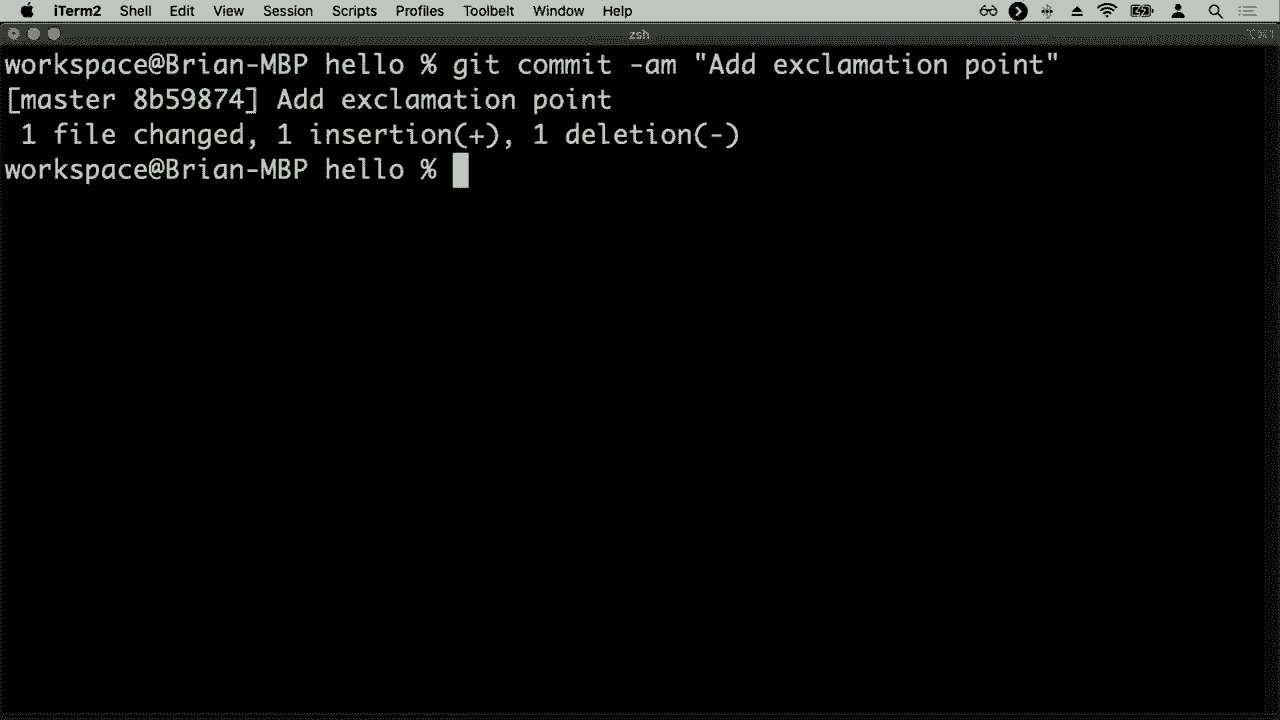 iTerm2 Shell Edit View Session Scripts Profiles Toolbelt Window Help
zsh
workspace@Brian-MBP hello % git commit -am "Add exclamation point"
[master 8b59874] Add exclamation point
 1 file changed, 1 insertion(+), 1 deletion(-)
workspace@Brian-MBP hello %